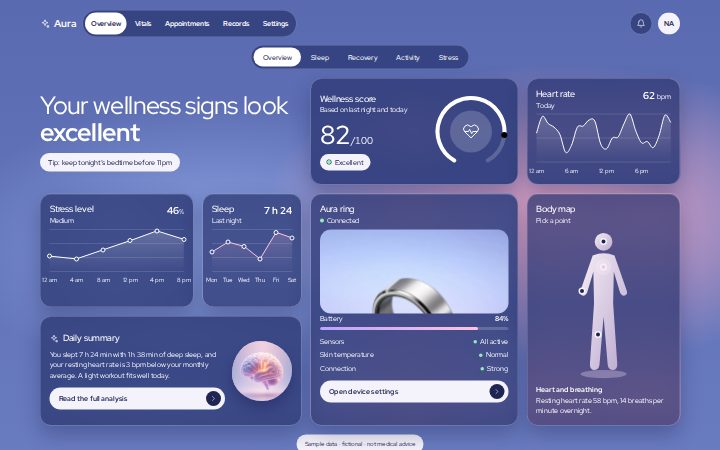 Aura
Overview Vitals Appointments Records Settings
NA
Overview Sleep Recovery Activity Stress
Your wellness signs look
excellent
Tip: keep tonight's bedtime before 11 pm
Wellness score
Based on last night and today
82/100
Excellent
Heart rate
62 bpm
Today
12 am 6 am 12 pm 6 pm
Stress level
46%
Medium
12 am 4 am 8 am 12 pm 4 pm 8 pm
Sleep
7 h 24
Last night
Mon Tue Wed Thu Fri Sat
Aura ring
Connected
Battery 84%
Sensors All active
Skin temperature Normal
Connection Strong
Open device settings
Body map
Pick a point
Heart and breathing
Resting heart rate 58 bpm, 14 breaths per
minute overnight.
Daily summary
You slept 7 h 24 min with 1 h 38 min of deep sleep, and
your resting heart rate is 3 bpm below your monthly
average. A light workout fits well today.
Read the full analysis
Sample data · fictional · not medical advice